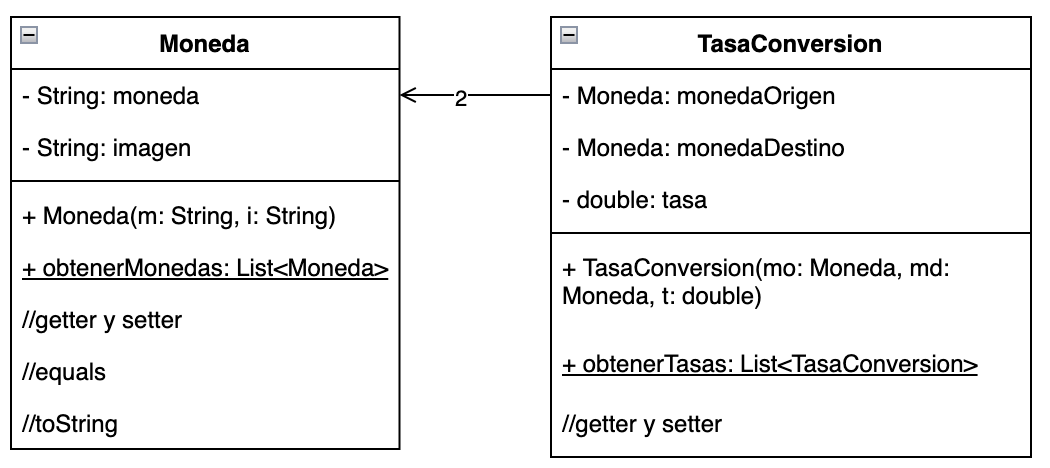 Moneda
- String: moneda
- String: imagen
+ Moneda(m: String, i: String)
+ obtenerMonedas: List<Moneda>
//getter y setter
//equals
//toString
2
TasaConversion
- Moneda: monedaOrigen
- Moneda: monedaDestino
- double: tasa
+ TasaConversion(mo: Moneda, md:
Moneda, t: double)
+ obtenerTasas: List<TasaConversion>
//getter y setter